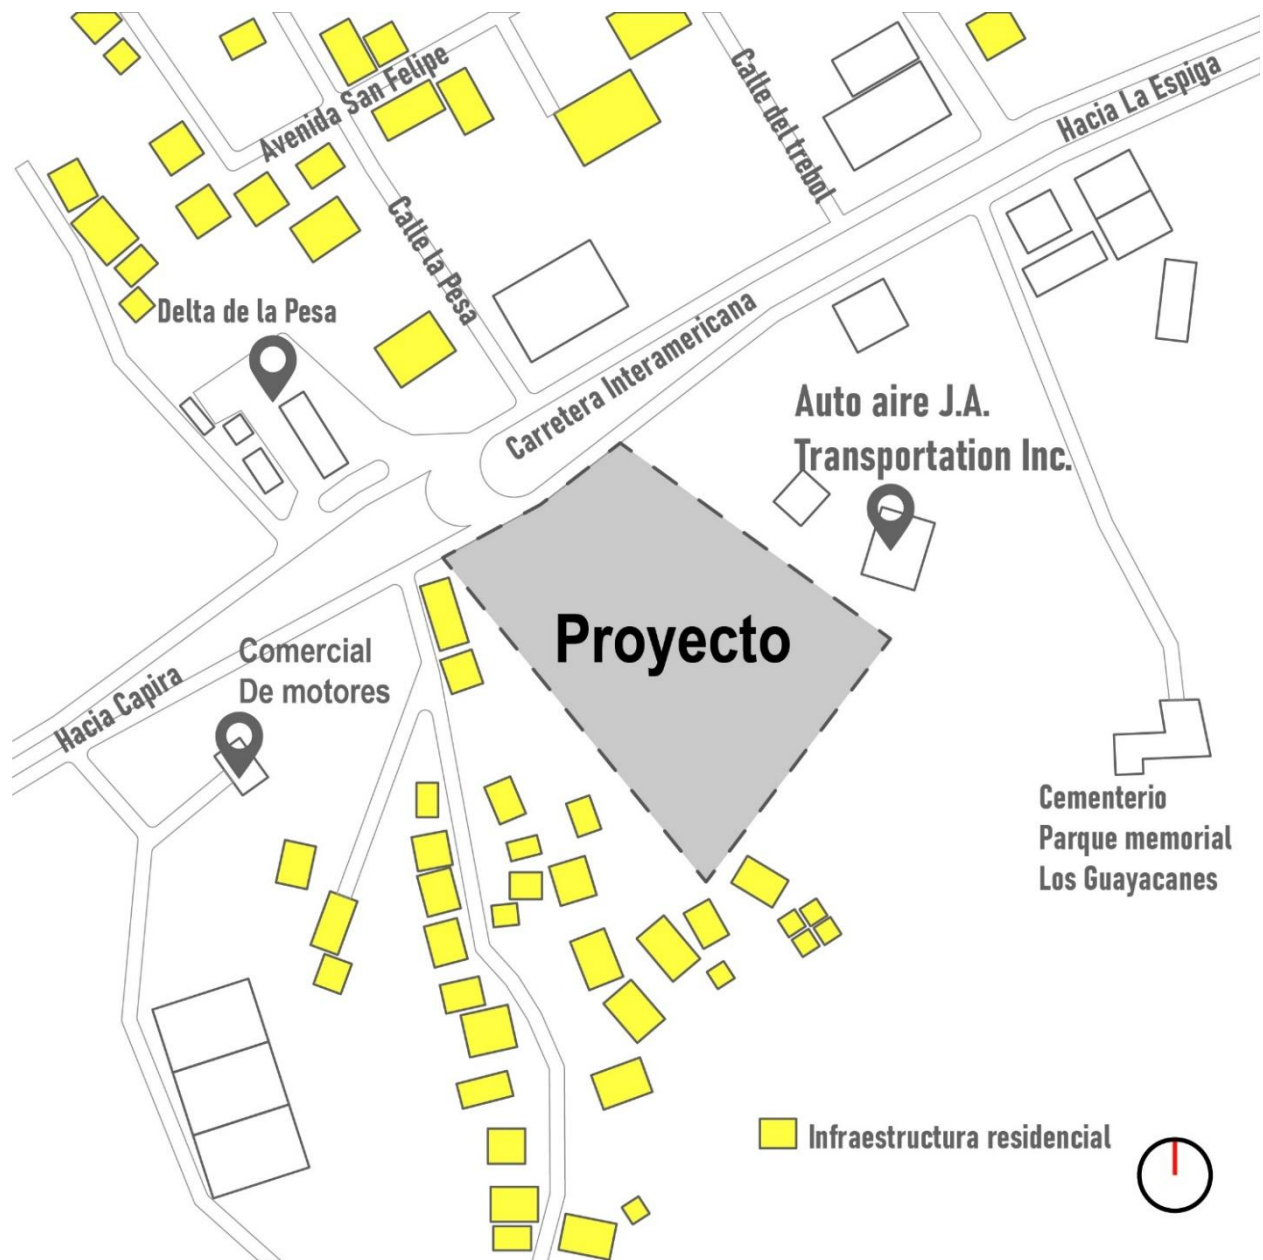 Avenida San Felipe
Calle del trebol
Hacia La Espiga
Calle la Pesa
Delta de la Pesa
Carretera Interamericana
Auto aire J.A.
Transportation Inc.
Proyecto
Comercial
De motores
Hacia Capira
Cementerio
Parque memorial
Los Guayacanes
Infraestructura residencial